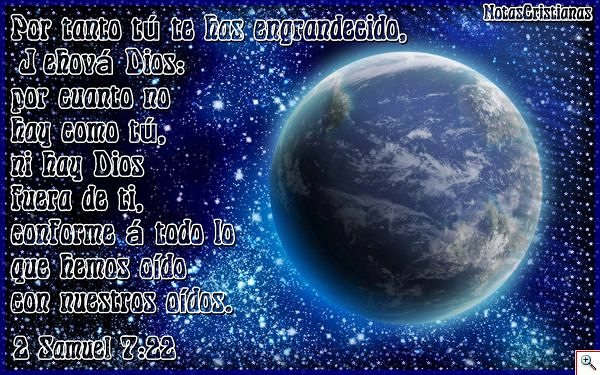 NotasCristianas
Por tanto tú te has engrandecido,
Jehová Dios:
por cuanto no
hay como tú,
ni hay Dios
fuera de ti,
conforme á todo lo
que hemos oído
con nuestros oídos.
2 Samuel 7:22